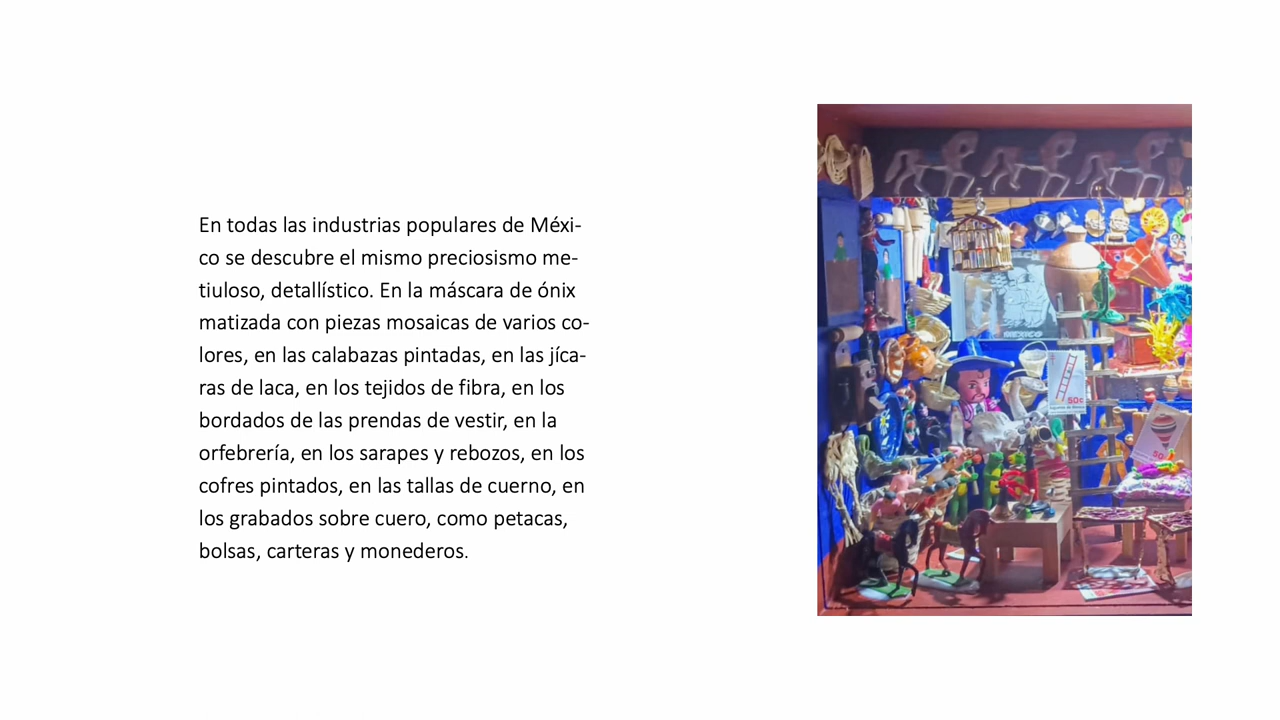 En todas las industrias populares de Méxi-
co se descubre el mismo preciosismo me-
tiuloso, detallístico. En la máscara de ónix
matizada con piezas mosaicas de varios co-
lores, en las calabazas pintadas, en las jíca-
ras de laca, en los tejidos de fibra, en los
bordados de las prendas de vestir, en la
orfebrería, en los sarapes y rebozos, en los
cofres pintados, en las tallas de cuerno, en
los grabados sobre cuero, como petacas,
bolsas, carteras y monederos.
MEXICO
50c
50